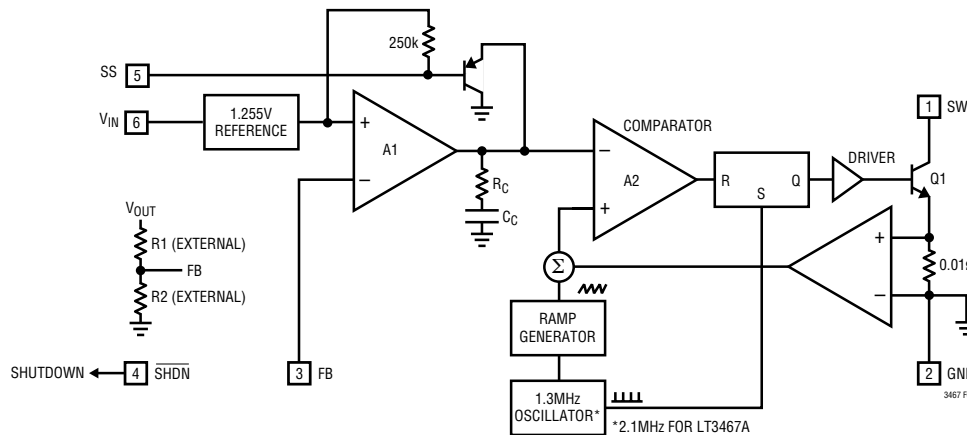 250k
SS
5
1
SW
VIN
6
1.255V
REFERENCE
+
A1
−
COMPARATOR
−
A2
+
R
S
Q
DRIVER
Q1
RC
CC
VOUT
R1 (EXTERNAL)
FB
R2 (EXTERNAL)
Σ
+
−
RAMP
GENERATOR
SHUTDOWN
4
SHDN
3
FB
2
1.3MHz
OSCILLATOR*
*2.1MHz FOR LT3467A